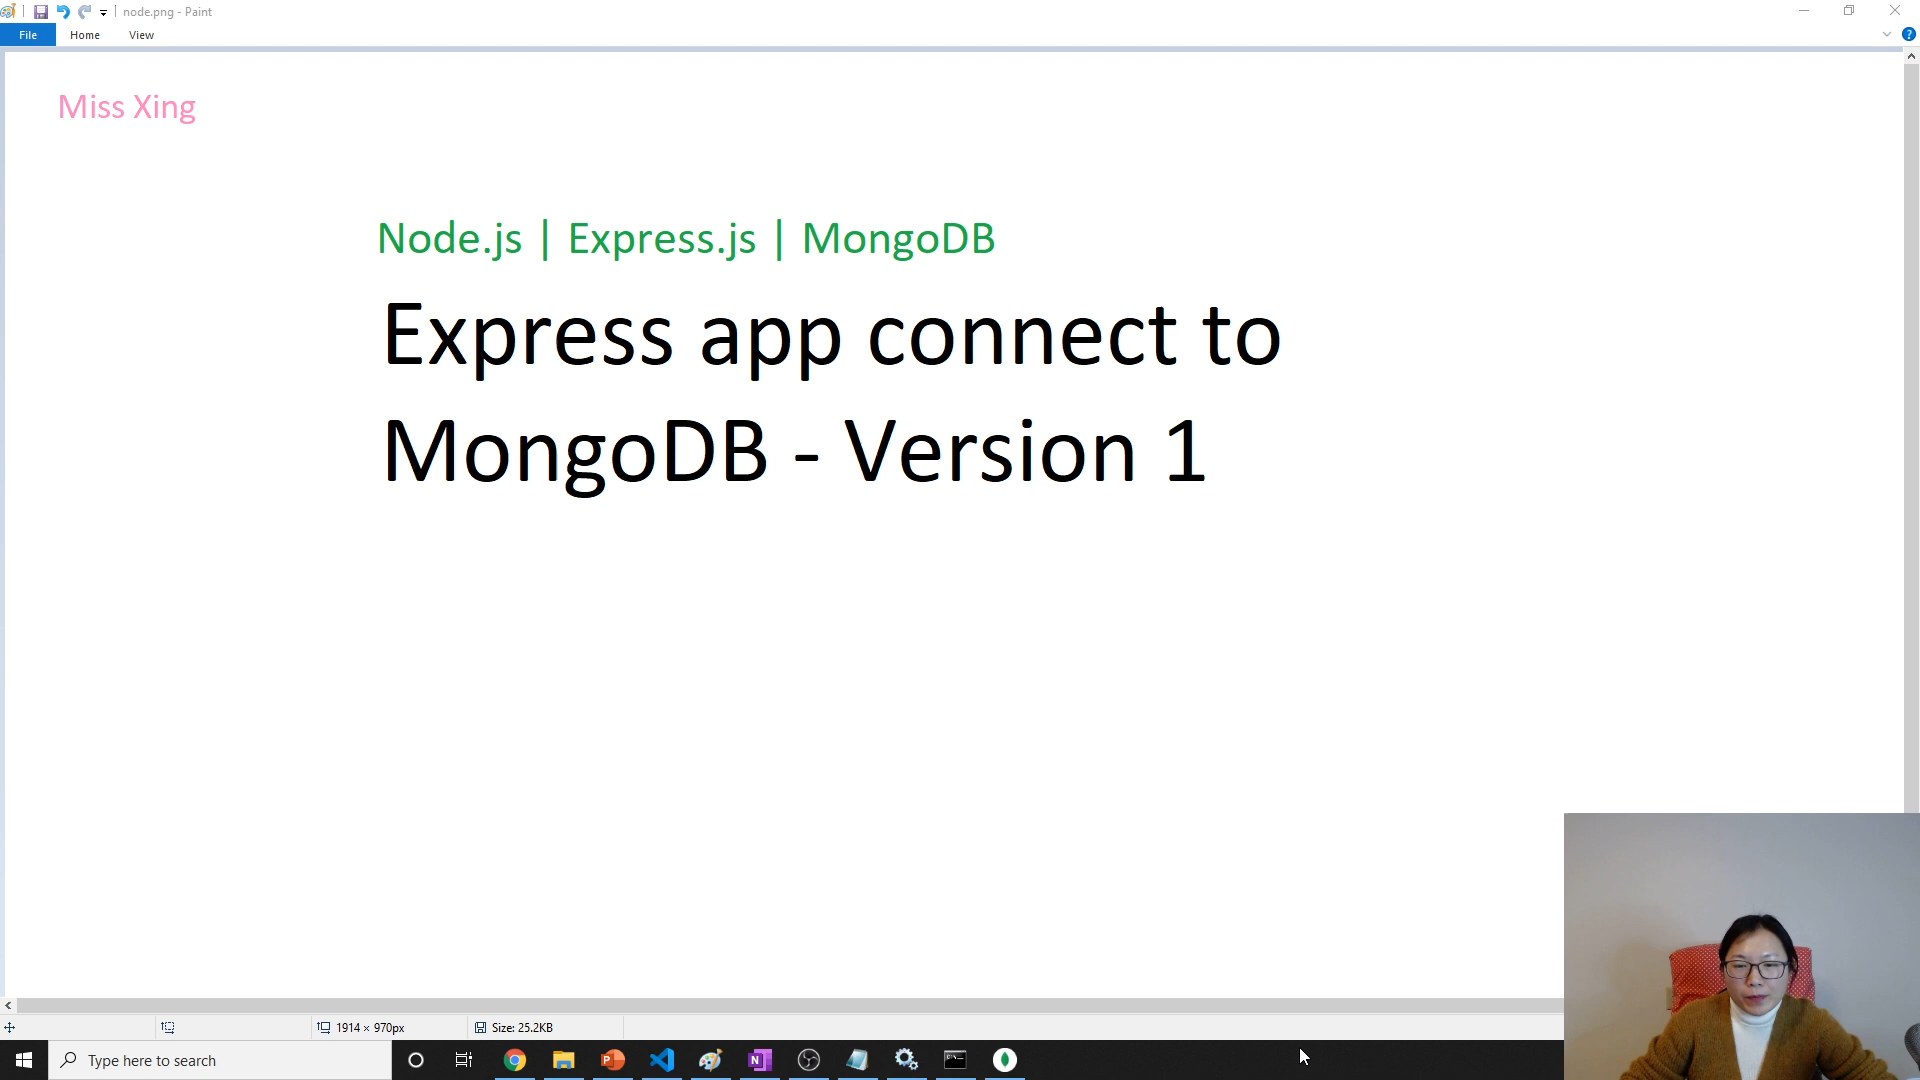 node.png - Paint
File Home View
Miss Xing
Node.js | Express.js | MongoDB
Express app connect to
MongoDB - Version 1
1914 × 970px Size: 25.2KB
Type here to search